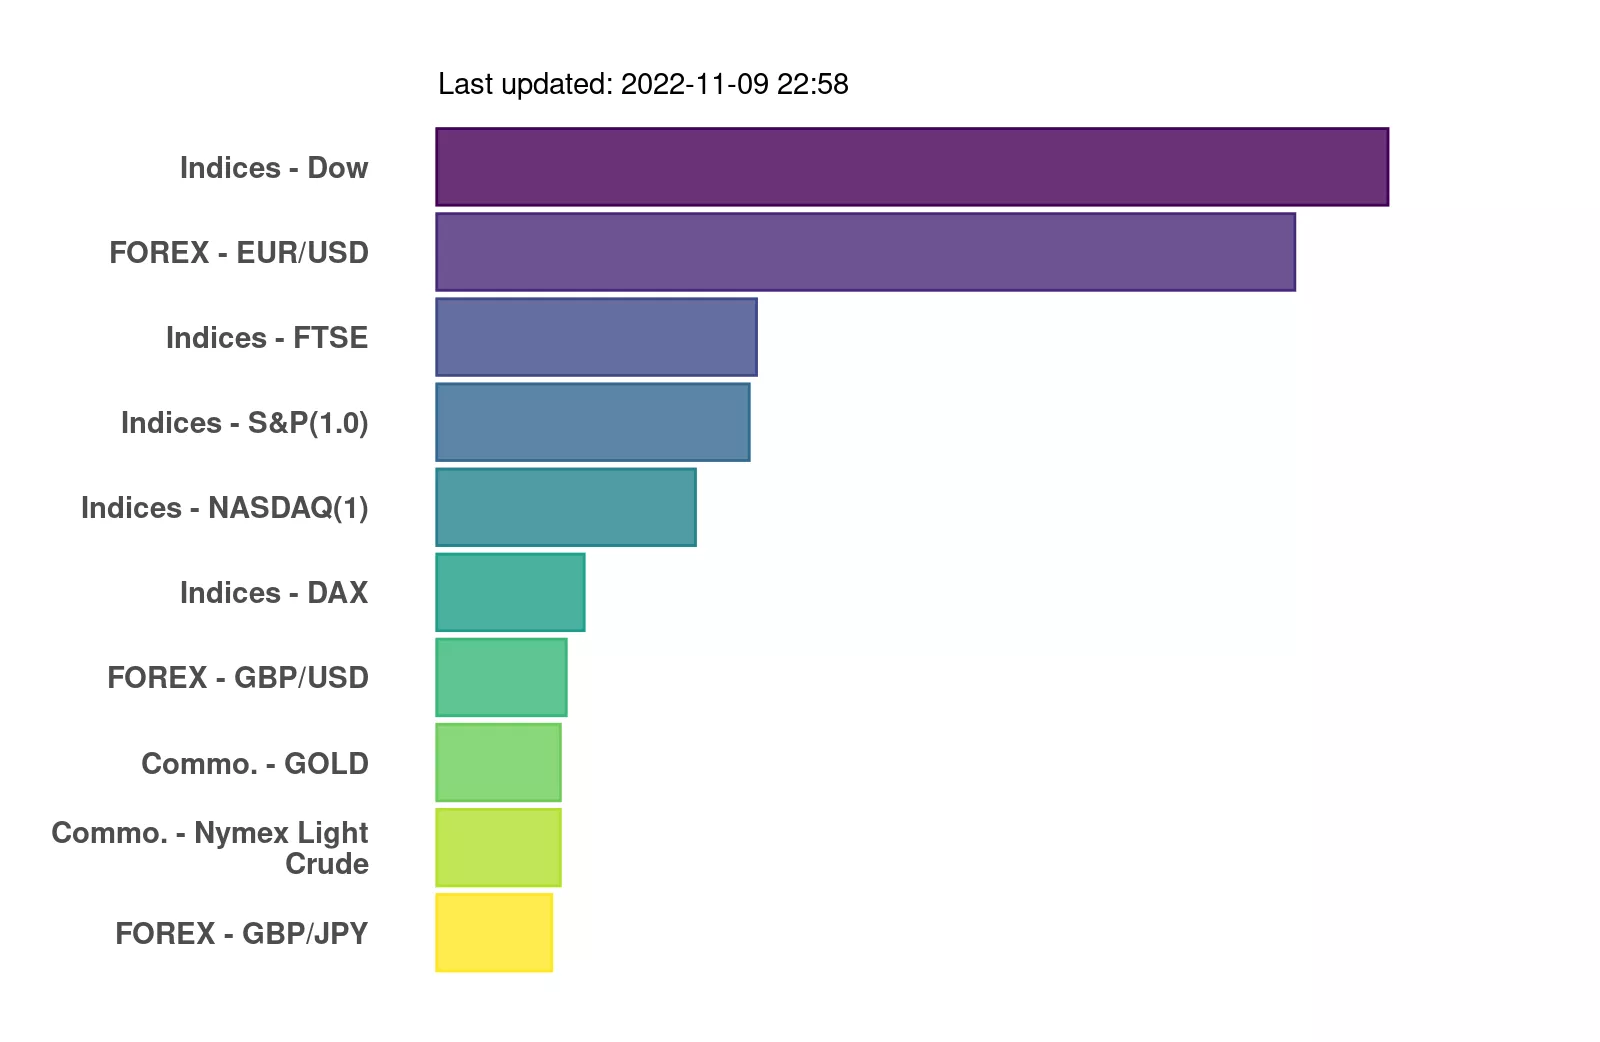 Last updated: 2022-11-09 22:58
Indices - Dow
FOREX - EUR/USD
Indices - FTSE
Indices - S&P(1.0)
Indices - NASDAQ(1)
Indices - DAX
FOREX - GBP/USD
Commo. - GOLD
Commo. - Nymex Light
Crude
FOREX - GBP/JPY